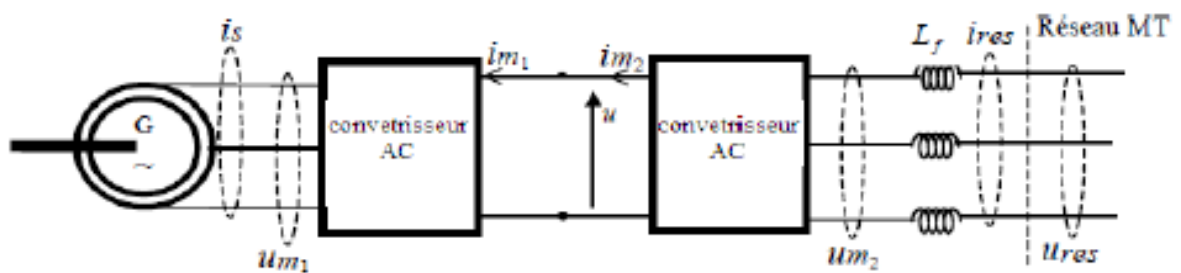 is
im1
im2
Lf
ires
Réseau MT
G
~
convetrisseur
AC
u
convetrisseur
AC
um1
um2
ures